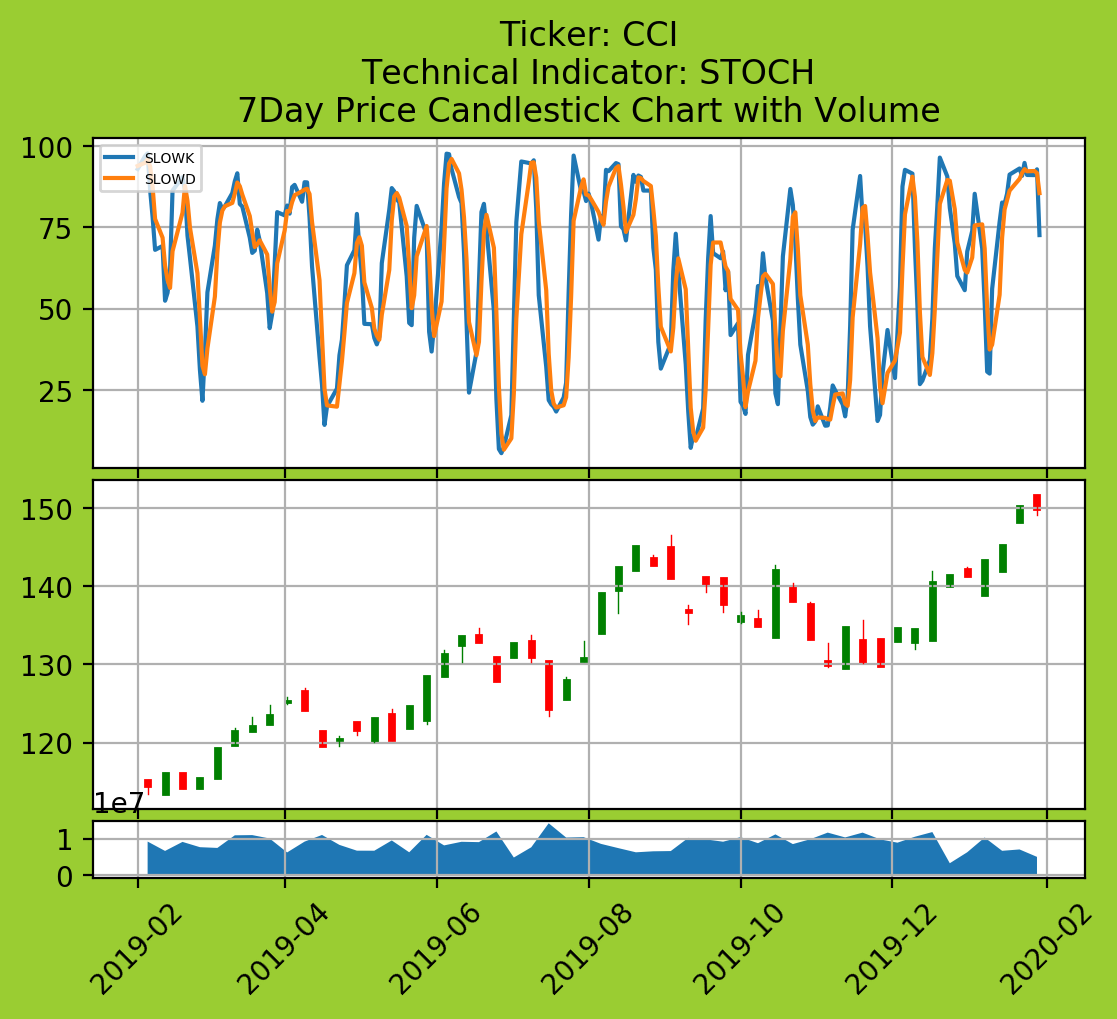 Ticker: CCI
Technical Indicator: STOCH
7Day Price Candlestick Chart with Volume
100
75
50
25
SLOWK
SLOWD
150
140
130
120
1e7
1
0
2019-02
2019-04
2019-06
2019-08
2019-10
2019-12
2020-02